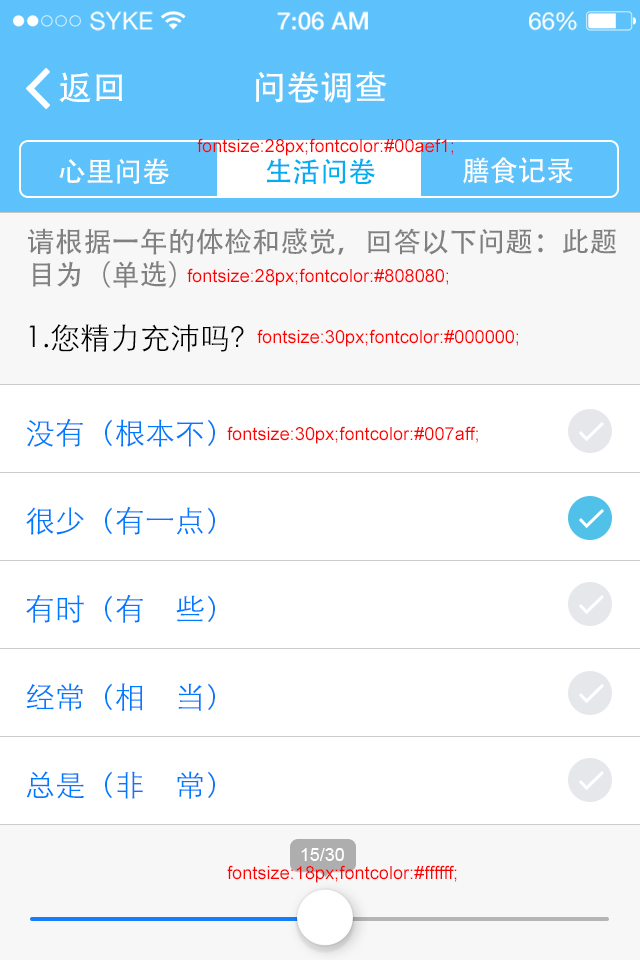 SYKE 7:06 AM 66%
返回 问卷调查
fontsize:28px;fontcolor:#00aef1;
心里问卷 生活问卷 膳食记录
请根据一年的体检和感觉，回答以下问题：此题
目为（单选）fontsize:28px;fontcolor:#808080;
1.您精力充沛吗？ fontsize:30px;fontcolor:#000000;
没有（根本不）fontsize:30px;fontcolor:#007aff;
很少（有一点）
有时（有　些）
经常（相　当）
总是（非　常）
15/30
fontsize:18px;fontcolor:#ffffff;